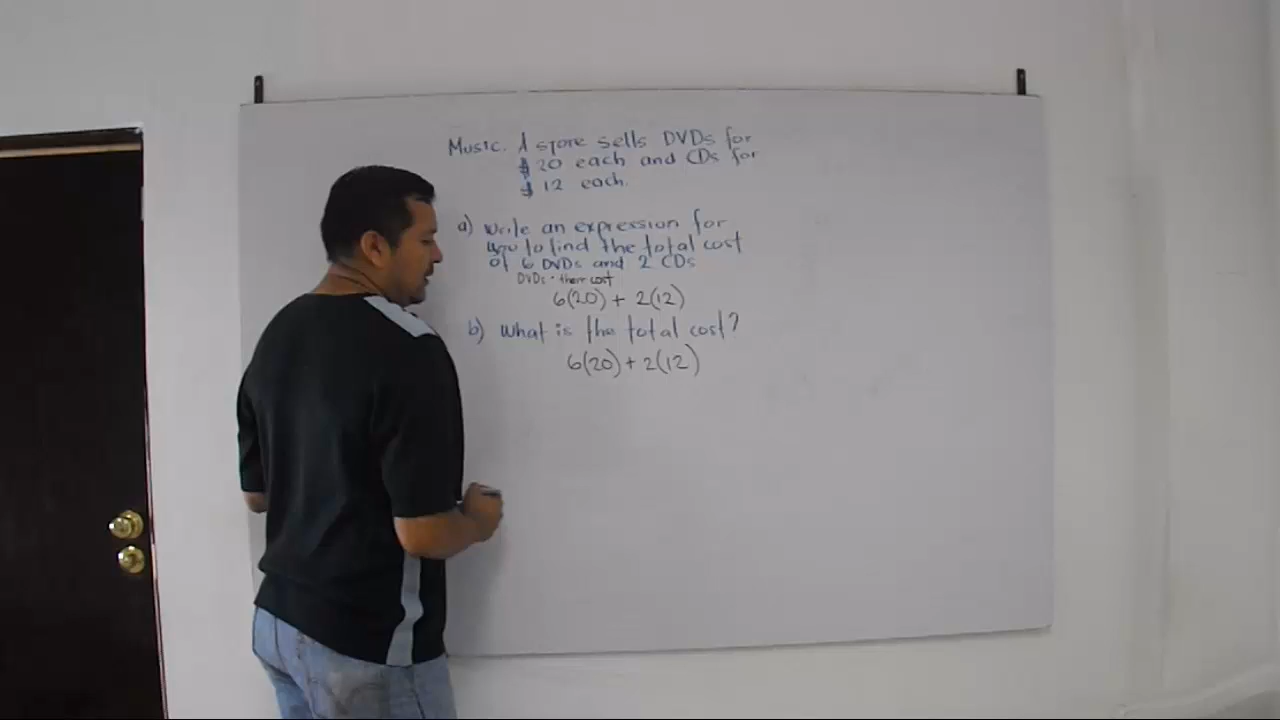 Music. A store sells DVDs for
$20 each and CDs for
$12 each.
a) Write an expression for
you to find the total cost
of 6 DVDs and 2 CDs
DVDs · their cost
6(20) + 2(12)
b) What is the total cost?
6(20) + 2(12)